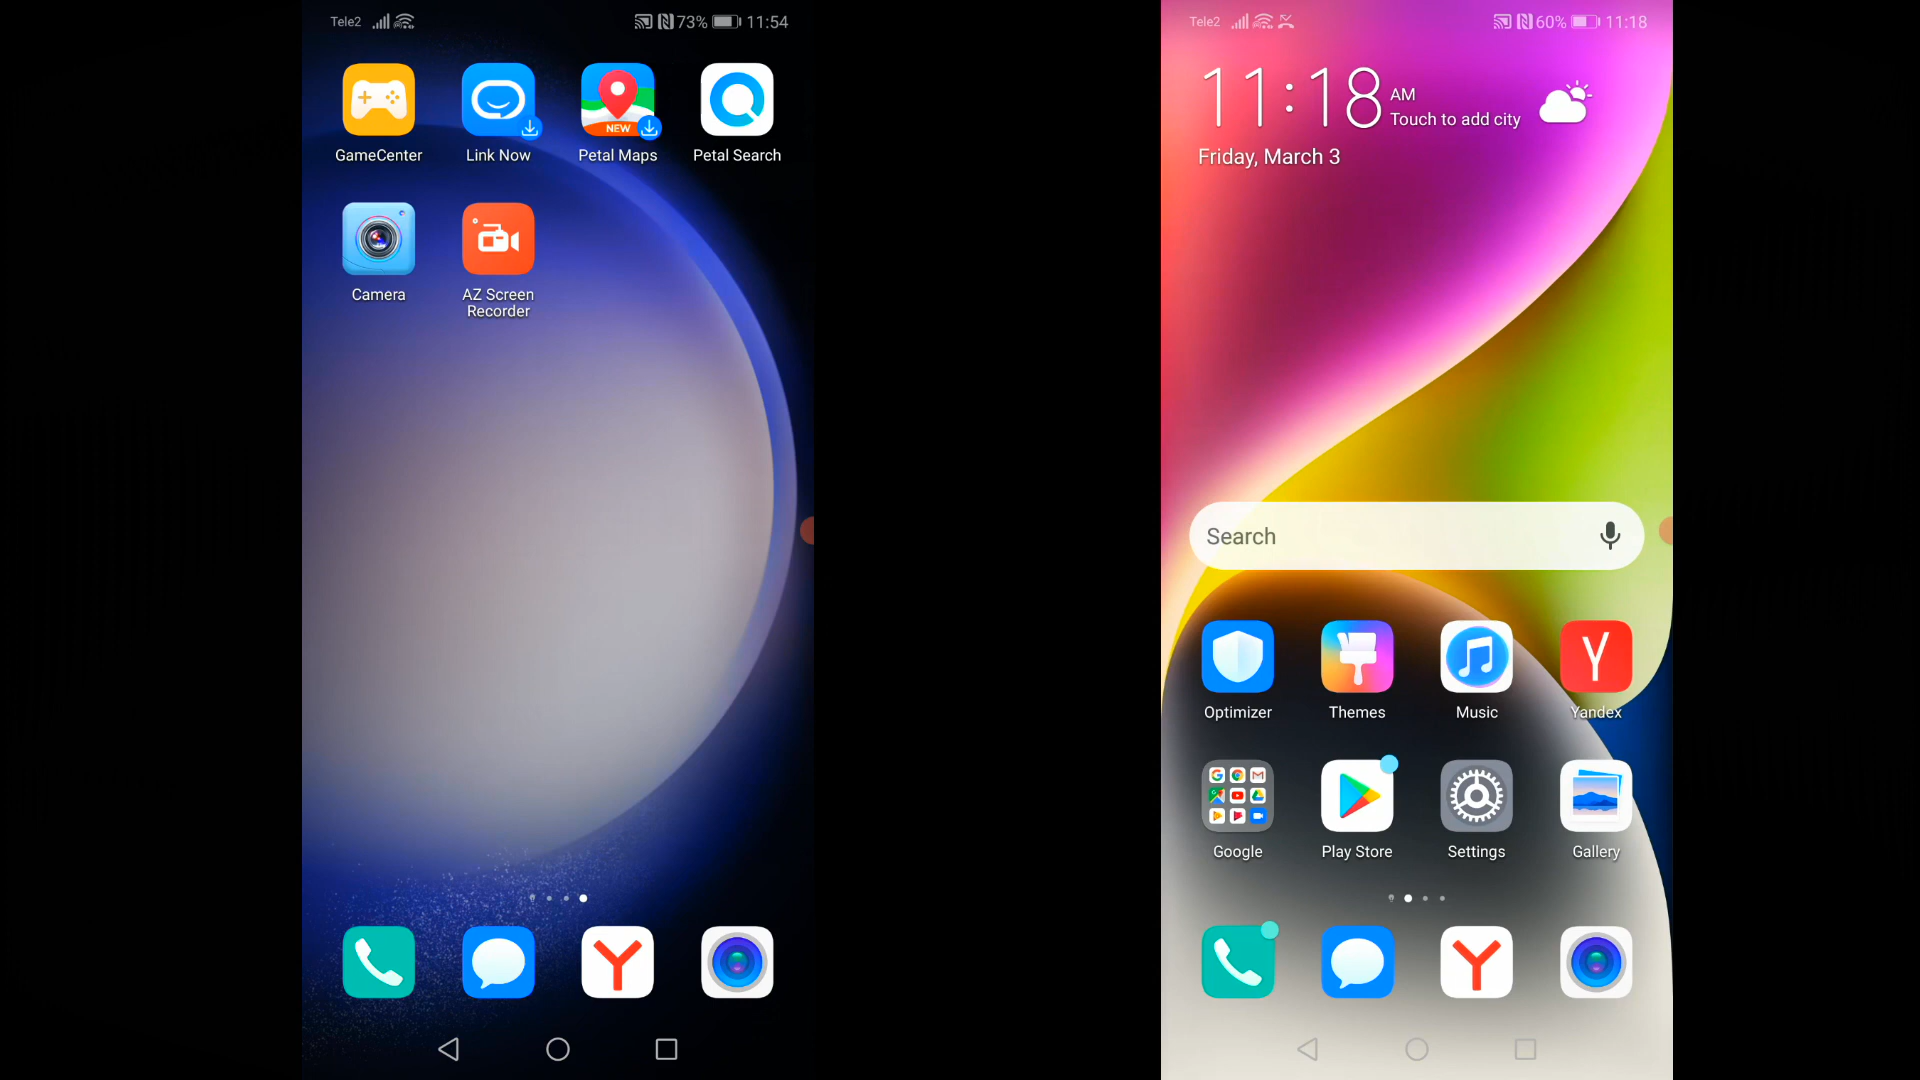 Tele2
73% 11:54
GameCenter
Link Now
NEW
Petal Maps
Petal Search
Camera
AZ Screen
Recorder
Tele2
60% 11:18
11:18 AM
Touch to add city
Friday, March 3
Search
Optimizer
Themes
Music
Yandex
Google
Play Store
Settings
Gallery